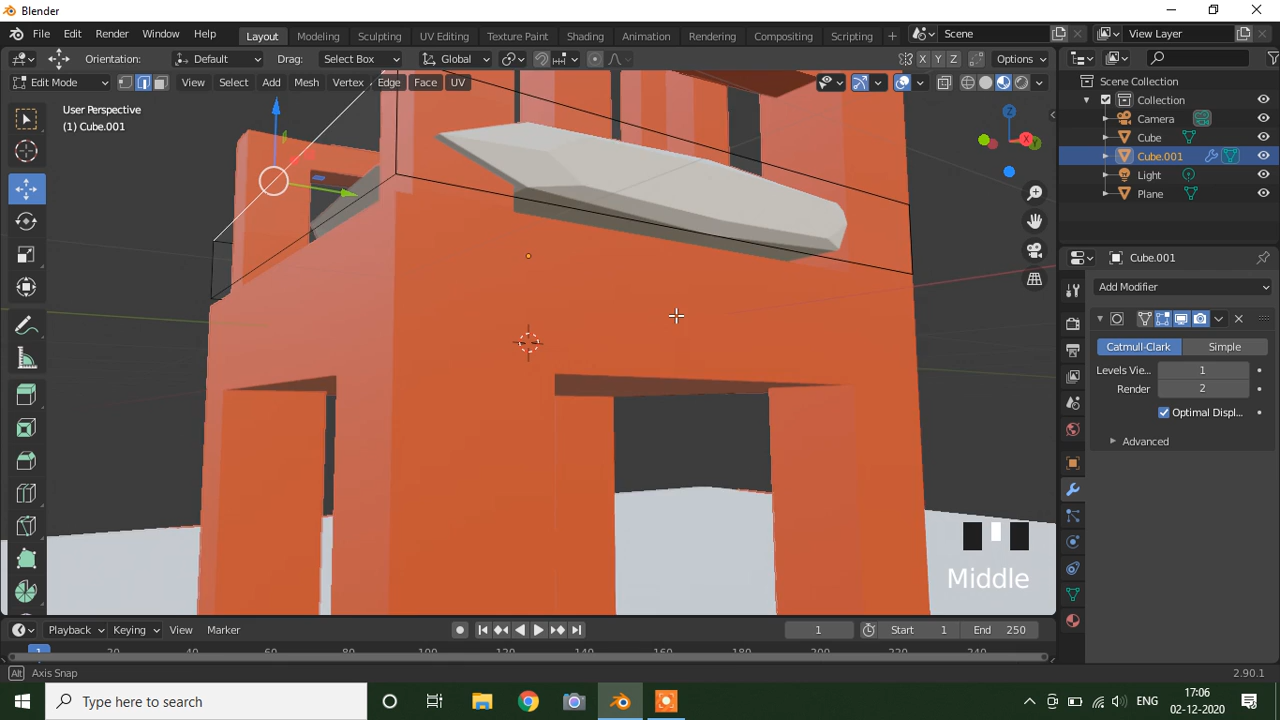 Blender
File Edit Render Window Help Layout Modeling Sculpting UV Editing Texture Paint Shading Animation Rendering Compositing Scripting Scene View Layer
Orientation: Default Drag: Select Box Global X Y Z Options
Edit Mode View Select Add Mesh Vertex Edge Face UV
User Perspective
(1) Cube.001
Scene Collection
Collection
Camera
Cube
Cube.001
Light
Plane
Cube.001
Add Modifier
Catmull-Clark Simple
Levels Vie.. 1
Render 2
Optimal Displ..
Advanced
Middle
Playback Keying View Marker 1 Start 1 End 250
1 20 40 60 80 100 120 140 160 180 200 220 240
Alt Axis Snap 2.90.1
Type here to search ENG 17:06
02-12-2020